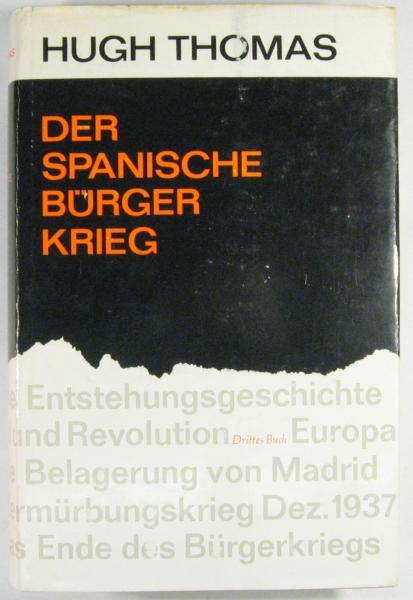 HUGH THOMAS
DER
SPANISCHE
BÜRGER
KRIEG
Entstehungsgeschichte
und Revolution Drittes Buch Europa
Belagerung von Madrid
ermürbungskrieg Dez. 1937
as Ende des Bürgerkriegs